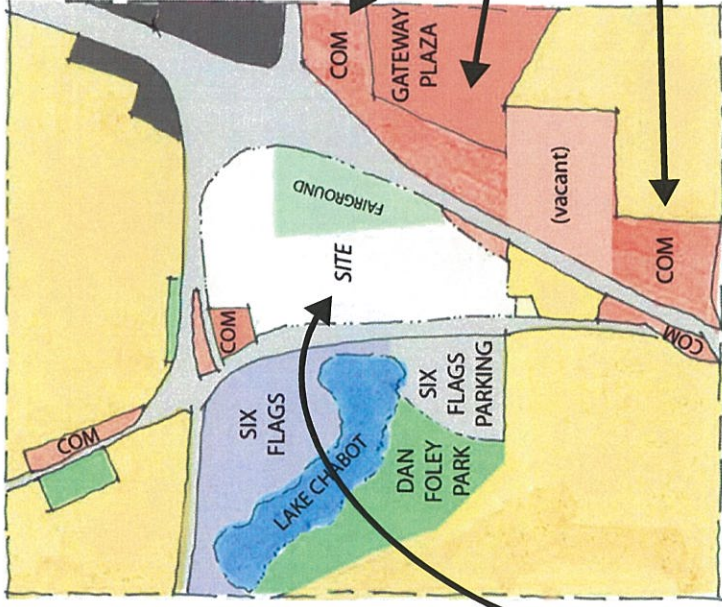 COM
GATEWAY
PLAZA
FAIRGROUND
(vacant)
SITE
COM
COM
COM
COM
SIX
FLAGS
SIX
FLAGS
PARKING
LAKE CHABOT
DAN
FOLEY
PARK